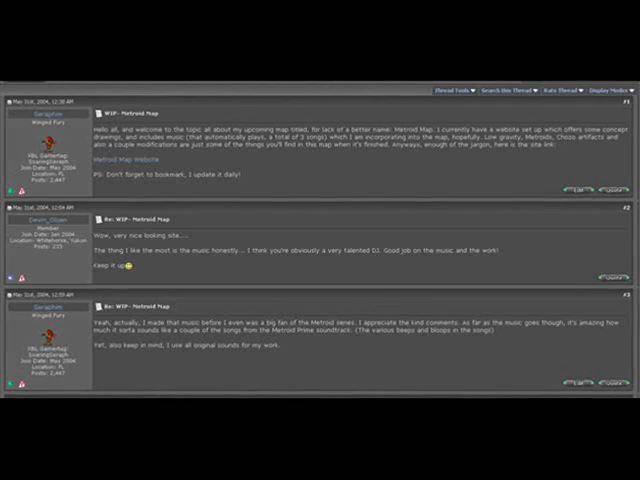 Thread Tools Search this Thread Rate Thread Display Modes
May 31st, 2004, 12:38 AM #1
Seraphim
Winged Fury
XBL Gamertag:
SoaringSeraph
Join Date: May 2004
Location: FL
Posts: 2,447
WIP- Metroid Map
Hello all, and welcome to the topic all about my upcoming map titled, for lack of a better name: Metroid Map. I currently have a website set up which offers some concept
drawings, and includes music (that automatically plays, a total of 3 songs) which I am incorporating into the map, hopefully. Low gravity, Metroids, Chozo artifacts and
also a couple modifications are just some of the things you'll find in this map when it's finished. Anyways, enough of the jargon, here is the site link:
Metroid Map Website
PS: Don't forget to bookmark, I update it daily!
Edit Quote
May 31st, 2004, 12:54 AM #2
Devin_Olsen
Member
Join Date: Jan 2004
Location: Whitehorse, Yukon
Posts: 233
Re: WIP- Metroid Map
Wow, very nice looking site....
The thing I like the most is the music honestly... I think you're obviously a very talented DJ. Good job on the music and the work!
Keep it up
Quote
May 31st, 2004, 12:59 AM #3
Seraphim
Winged Fury
XBL Gamertag:
SoaringSeraph
Join Date: May 2004
Location: FL
Posts: 2,447
Re: WIP- Metroid Map
Yeah, actually, I made that music before I even was a big fan of the Metroid series. I appreciate the kind comments. As far as the music goes though, it's amazing how
much it sorta sounds like a couple of the songs from the Metroid Prime soundtrack. (The various beeps and bloops in the songs)
Yet, also keep in mind, I use all original sounds for my work.
Edit Quote